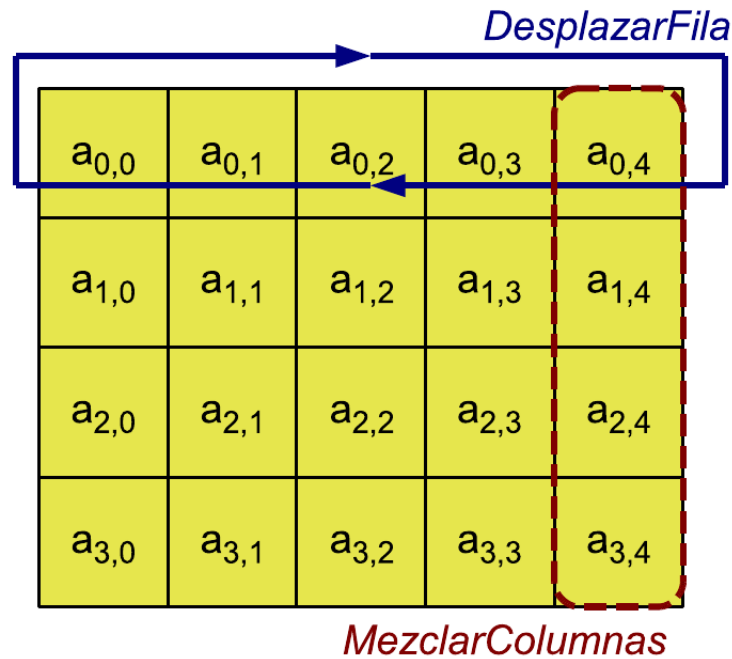 DesplazarFila
a0,0 a0,1 a0,2 a0,3 a0,4
a1,0 a1,1 a1,2 a1,3 a1,4
a2,0 a2,1 a2,2 a2,3 a2,4
a3,0 a3,1 a3,2 a3,3 a3,4
MezclarColumnas